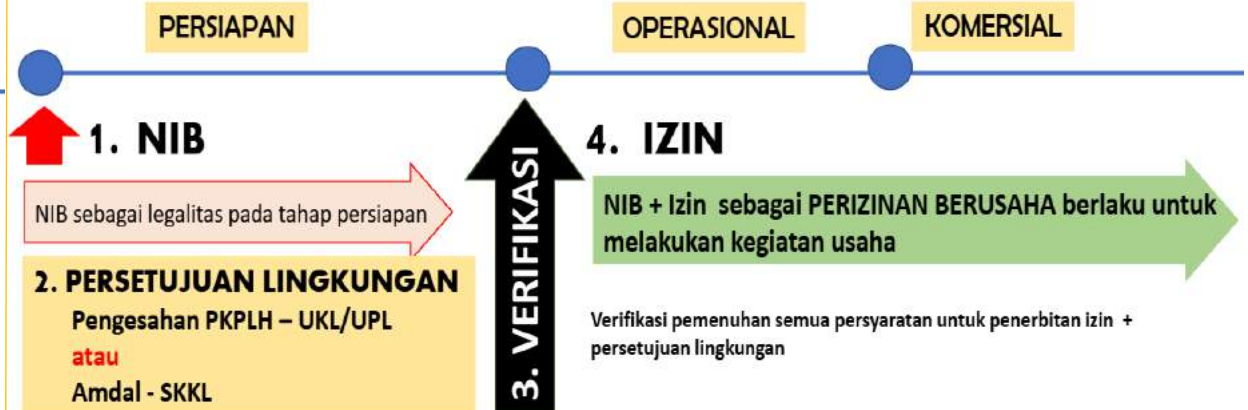 PERSIAPAN
OPERASIONAL
KOMERSIAL
1. NIB
NIB sebagai legalitas pada tahap persiapan
2. PERSETUJUAN LINGKUNGAN
Pengesahan PKPLH – UKL/UPL
atau
Amdal - SKKL
3. VERIFIKASI
4. IZIN
NIB + Izin sebagai PERIZINAN BERUSAHA berlaku untuk
melakukan kegiatan usaha
Verifikasi pemenuhan semua persyaratan untuk penerbitan izin +
persetujuan lingkungan